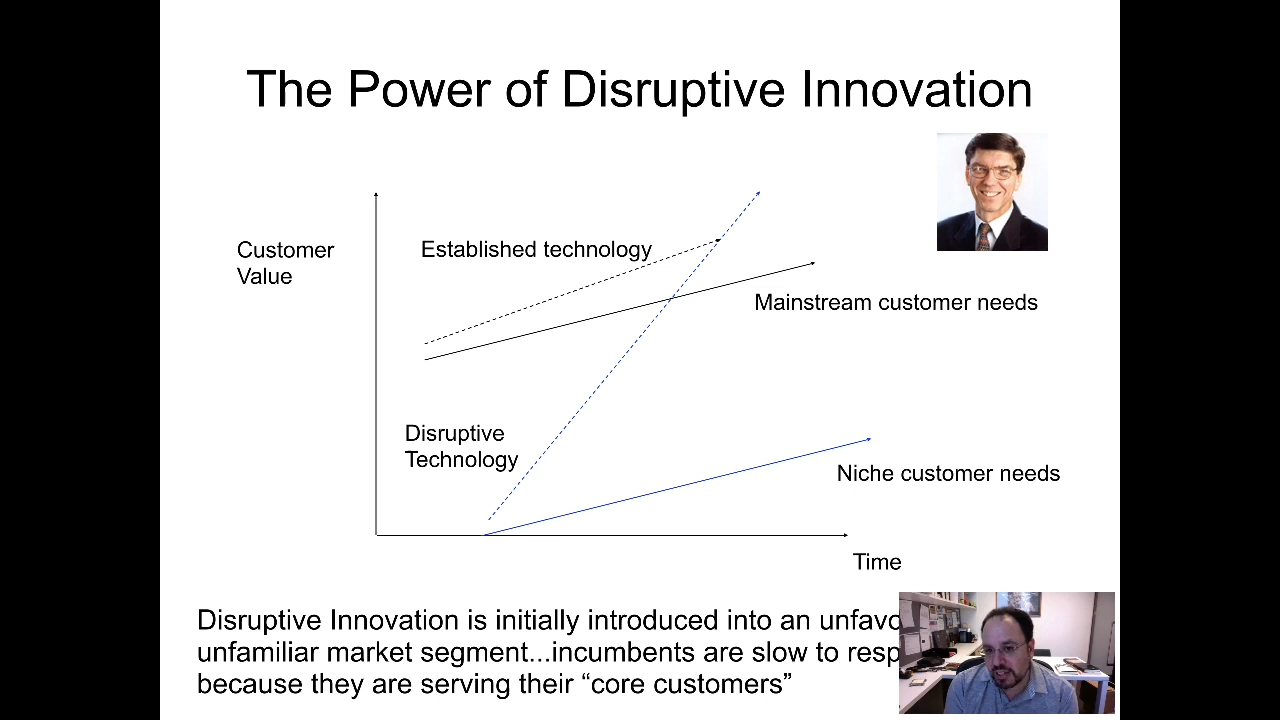 The Power of Disruptive Innovation
Customer
Value
Established technology
Mainstream customer needs
Disruptive
Technology
Niche customer needs
Time
Disruptive Innovation is initially introduced into an
unfamiliar market segment...incumbents are slow to
because they are serving their “core customers”